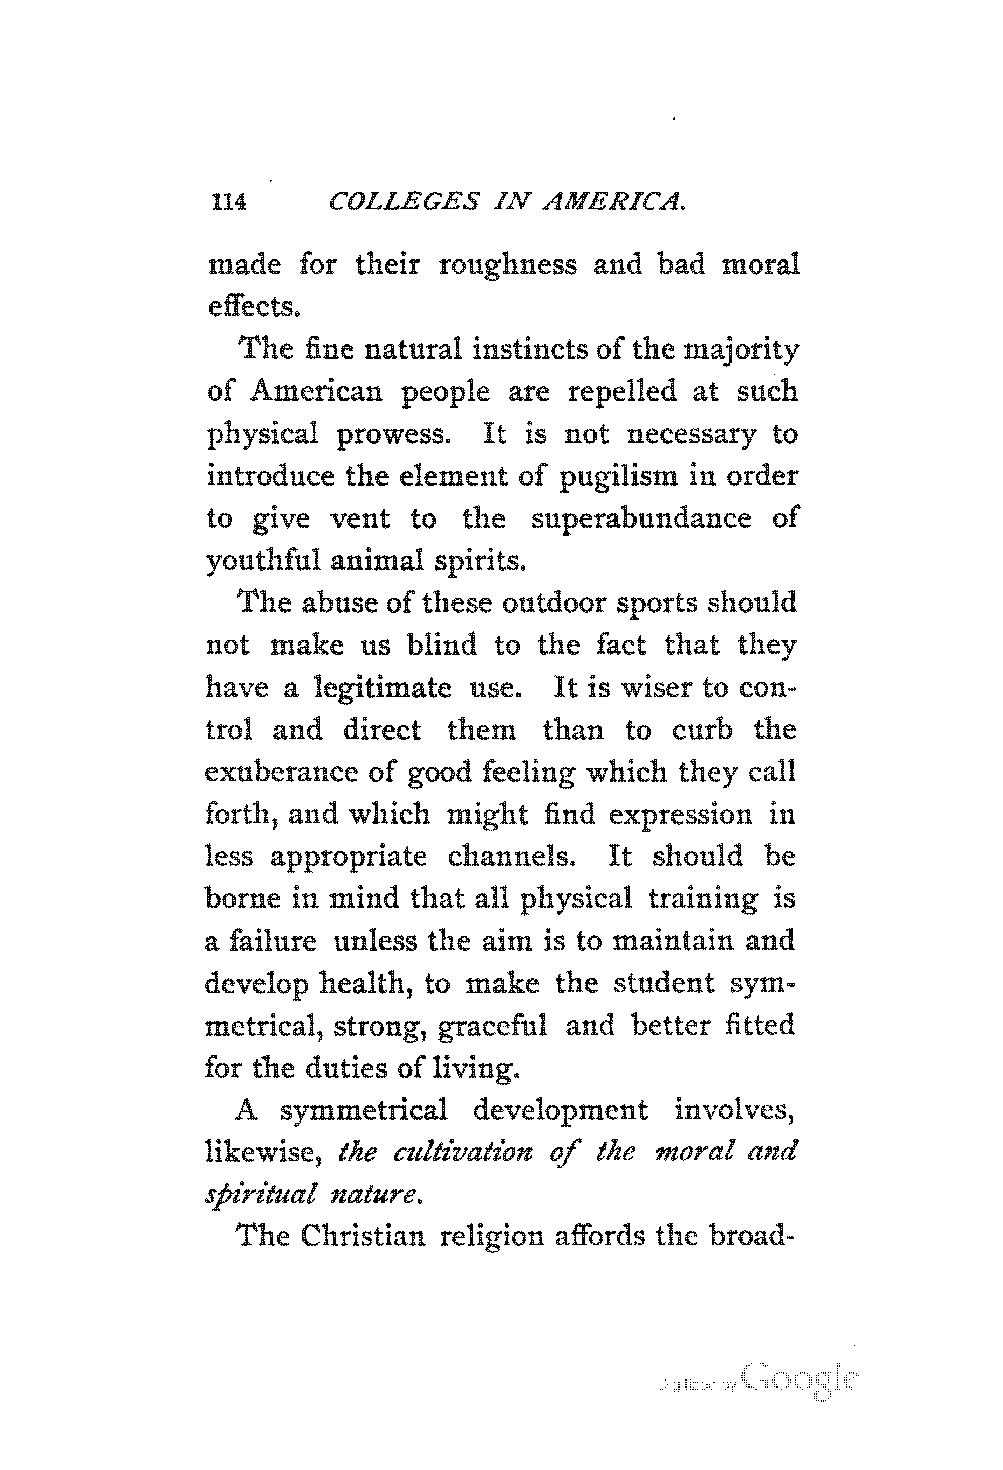 114 COLLEGES IN AMERICA.
made for their roughness and bad moral
effects.
The fine natural instincts of the majority
of American people are repelled at such
physical prowess. It is not necessary to
introduce the element of pugilism in order
to give vent to the superabundance of
youthful animal spirits.
The abuse of these outdoor sports should
not make us blind to the fact that they
have a legitimate use. It is wiser to con-
trol and direct them than to curb the
exuberance of good feeling which they call
forth, and which might find expression in
less appropriate channels. It should be
borne in mind that all physical training is
a failure unless the aim is to maintain and
develop health, to make the student sym-
metrical, strong, graceful and better fitted
for the duties of living.
A symmetrical development involves,
likewise, the cultivation of the moral and
spiritual nature.
The Christian religion affords the broad-
Digitized by Google